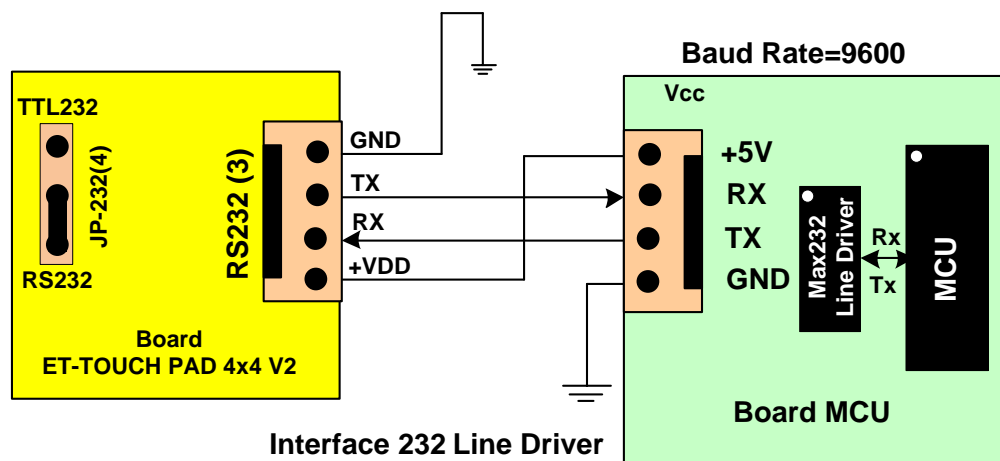 Baud Rate=9600
TTL232
JP-232(4)
RS232
RS232 (3)
GND
TX
RX
+VDD
Board
ET-TOUCH PAD 4x4 V2
Vcc
+5V
RX
TX
GND
Max232
Line Driver
Rx
Tx
MCU
Board MCU
Interface 232 Line Driver